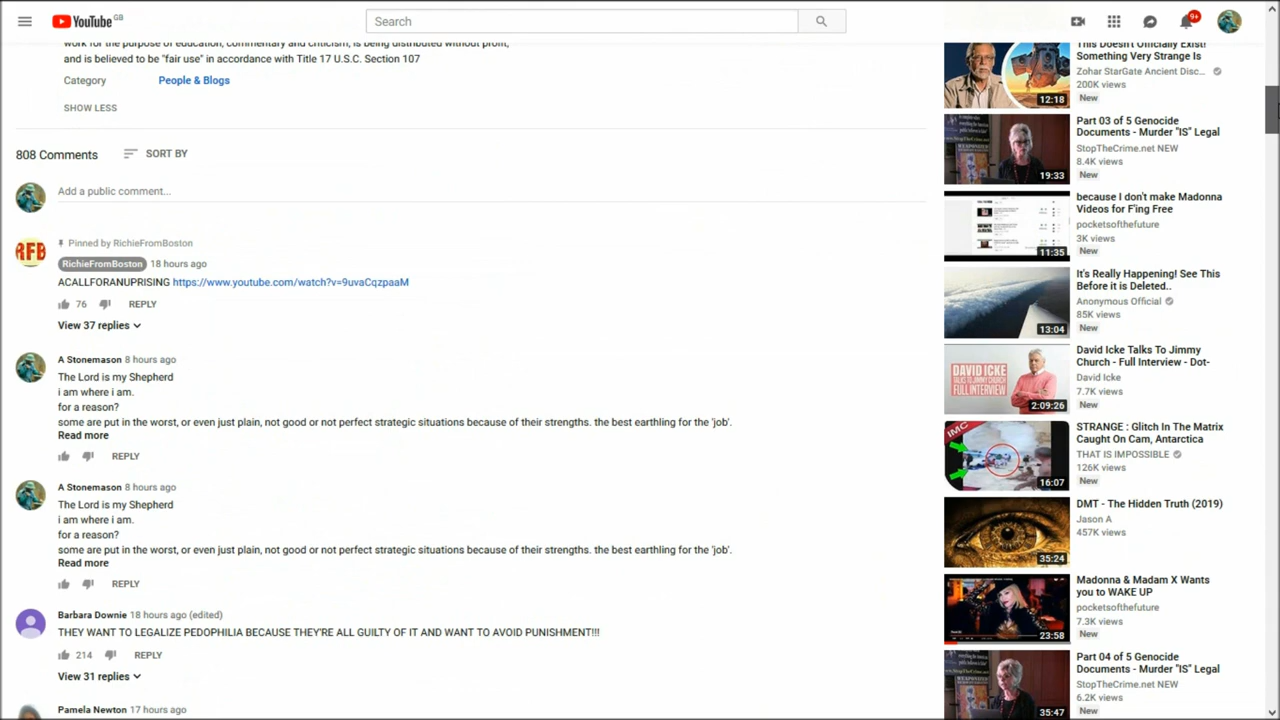 YouTube GB
Search
9+
work for the purpose of education, commentary and criticism, is being distributed without profit,
and is believed to be "fair use" in accordance with Title 17 U.S.C. Section 107
Category People & Blogs
SHOW LESS
808 Comments SORT BY
Add a public comment...
RFB
Pinned by RichieFromBoston
RichieFromBoston 18 hours ago
ACALLFORANUPRISING https://www.youtube.com/watch?v=9uvaCqzpaaM
76 REPLY
View 37 replies
A Stonemason 8 hours ago
The Lord is my Shepherd
i am where i am.
for a reason?
some are put in the worst, or even just plain, not good or not perfect strategic situations because of their strengths. the best earthling for the 'job'.
Read more
REPLY
A Stonemason 8 hours ago
The Lord is my Shepherd
i am where i am.
for a reason?
some are put in the worst, or even just plain, not good or not perfect strategic situations because of their strengths. the best earthling for the 'job'.
Read more
REPLY
Barbara Downie 18 hours ago (edited)
THEY WANT TO LEGALIZE PEDOPHILIA BECAUSE THEY'RE ALL GUILTY OF IT AND WANT TO AVOID PUNISHMENT!!!
214 REPLY
View 31 replies
Pamela Newton 17 hours ago
This Doesn't Officially Exist!
Something Very Strange Is
Zohar StarGate Ancient Disc...
200K views
New
12:18
Part 03 of 5 Genocide
Documents - Murder "IS" Legal
StopTheCrime.net NEW
8.4K views
New
19:33
because I don't make Madonna
Videos for F'ing Free
pocketsofthefuture
3K views
New
11:35
It's Really Happening! See This
Before it is Deleted..
Anonymous Official
85K views
New
13:04
David Icke Talks To Jimmy
Church - Full Interview - Dot-
David Icke
7.7K views
New
DAVID ICKE
TALKS TO JIMMY CHURCH
FULL INTERVIEW
2:09:26
STRANGE : Glitch In The Matrix
Caught On Cam, Antarctica
THAT IS IMPOSSIBLE
126K views
New
IMC
16:07
DMT - The Hidden Truth (2019)
Jason A
457K views
35:24
Madonna & Madam X Wants
you to WAKE UP
pocketsofthefuture
7.3K views
New
23:58
Part 04 of 5 Genocide
Documents - Murder "IS" Legal
StopTheCrime.net NEW
6.2K views
New
35:47